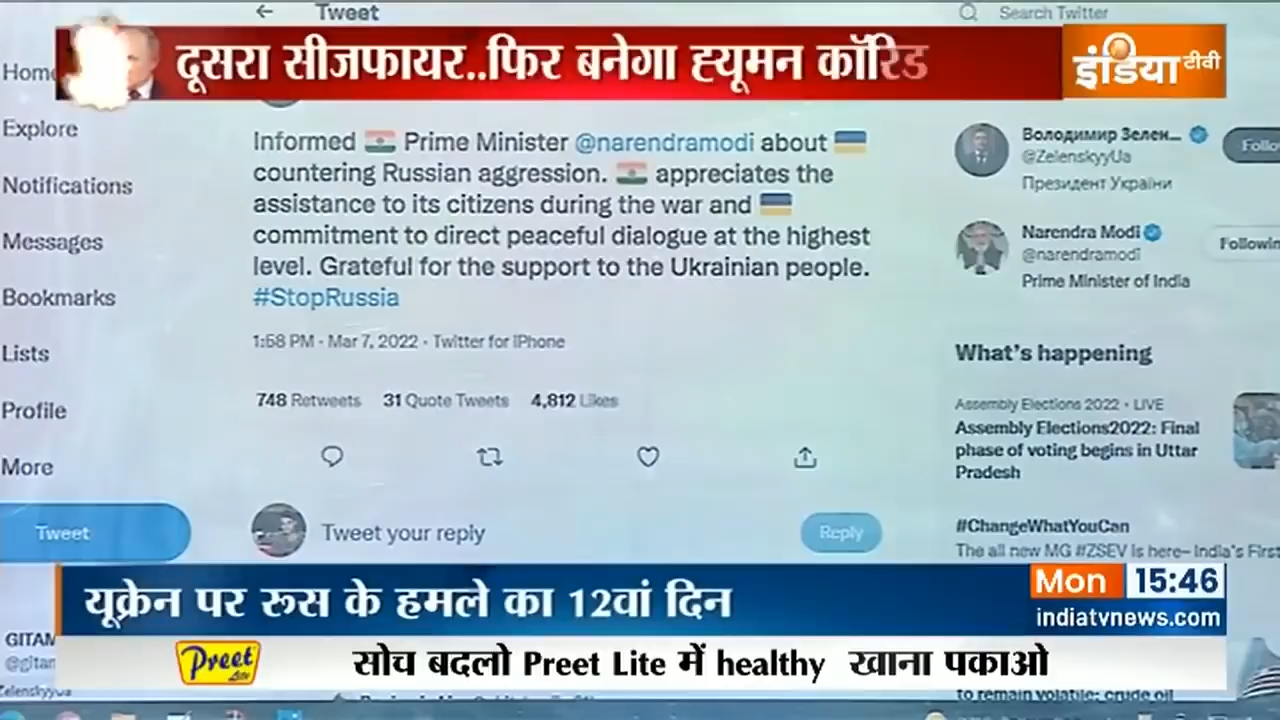 Tweet
Search Twitter
दूसरा सीजफायर..फिर बनेगा ह्यूमन कॉरिड
इंडिया टीवी
Home
Explore
Notifications
Messages
Bookmarks
Lists
Profile
More
Tweet
Informed 🇮🇳 Prime Minister @narendramodi about 🇺🇦
countering Russian aggression. 🇮🇳 appreciates the
assistance to its citizens during the war and 🇺🇦
commitment to direct peaceful dialogue at the highest
level. Grateful for the support to the Ukrainian people.
#StopRussia
1:58 PM · Mar 7, 2022 · Twitter for iPhone
748 Retweets 31 Quote Tweets 4,812 Likes
Tweet your reply
Reply
Володимир Зелен...
@ZelenskyyUa
Президент України
Follo
Narendra Modi
@narendramodi
Prime Minister of India
Followin
What's happening
Assembly Elections 2022 · LIVE
Assembly Elections2022: Final
phase of voting begins in Uttar
Pradesh
#ChangeWhatYouCan
The all new MG #ZSEV is here– India's First
यूक्रेन पर रूस के हमले का 12वां दिन
Mon 15:46
indiatvnews.com
GITAM
@gitam
ZelenskyyUa
Preet Lite
सोच बदलो Preet Lite में healthy खाना पकाओ
to remain volatile; crude oil